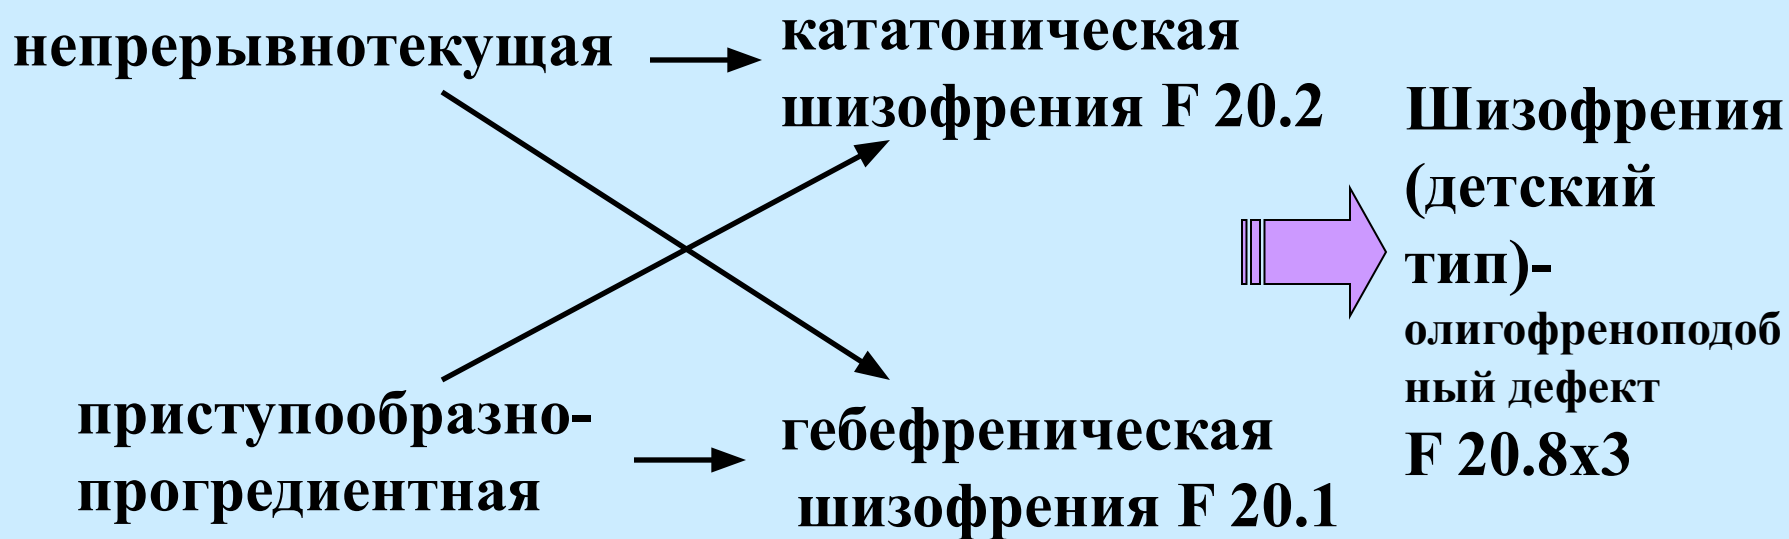 непрерывнотекущая
кататоническая
шизофрения F 20.2
приступообразно-
прогредиентная
гебефреническая
шизофрения F 20.1
Шизофрения
(детский
тип)-
олигофреноподоб
ный дефект
F 20.8х3